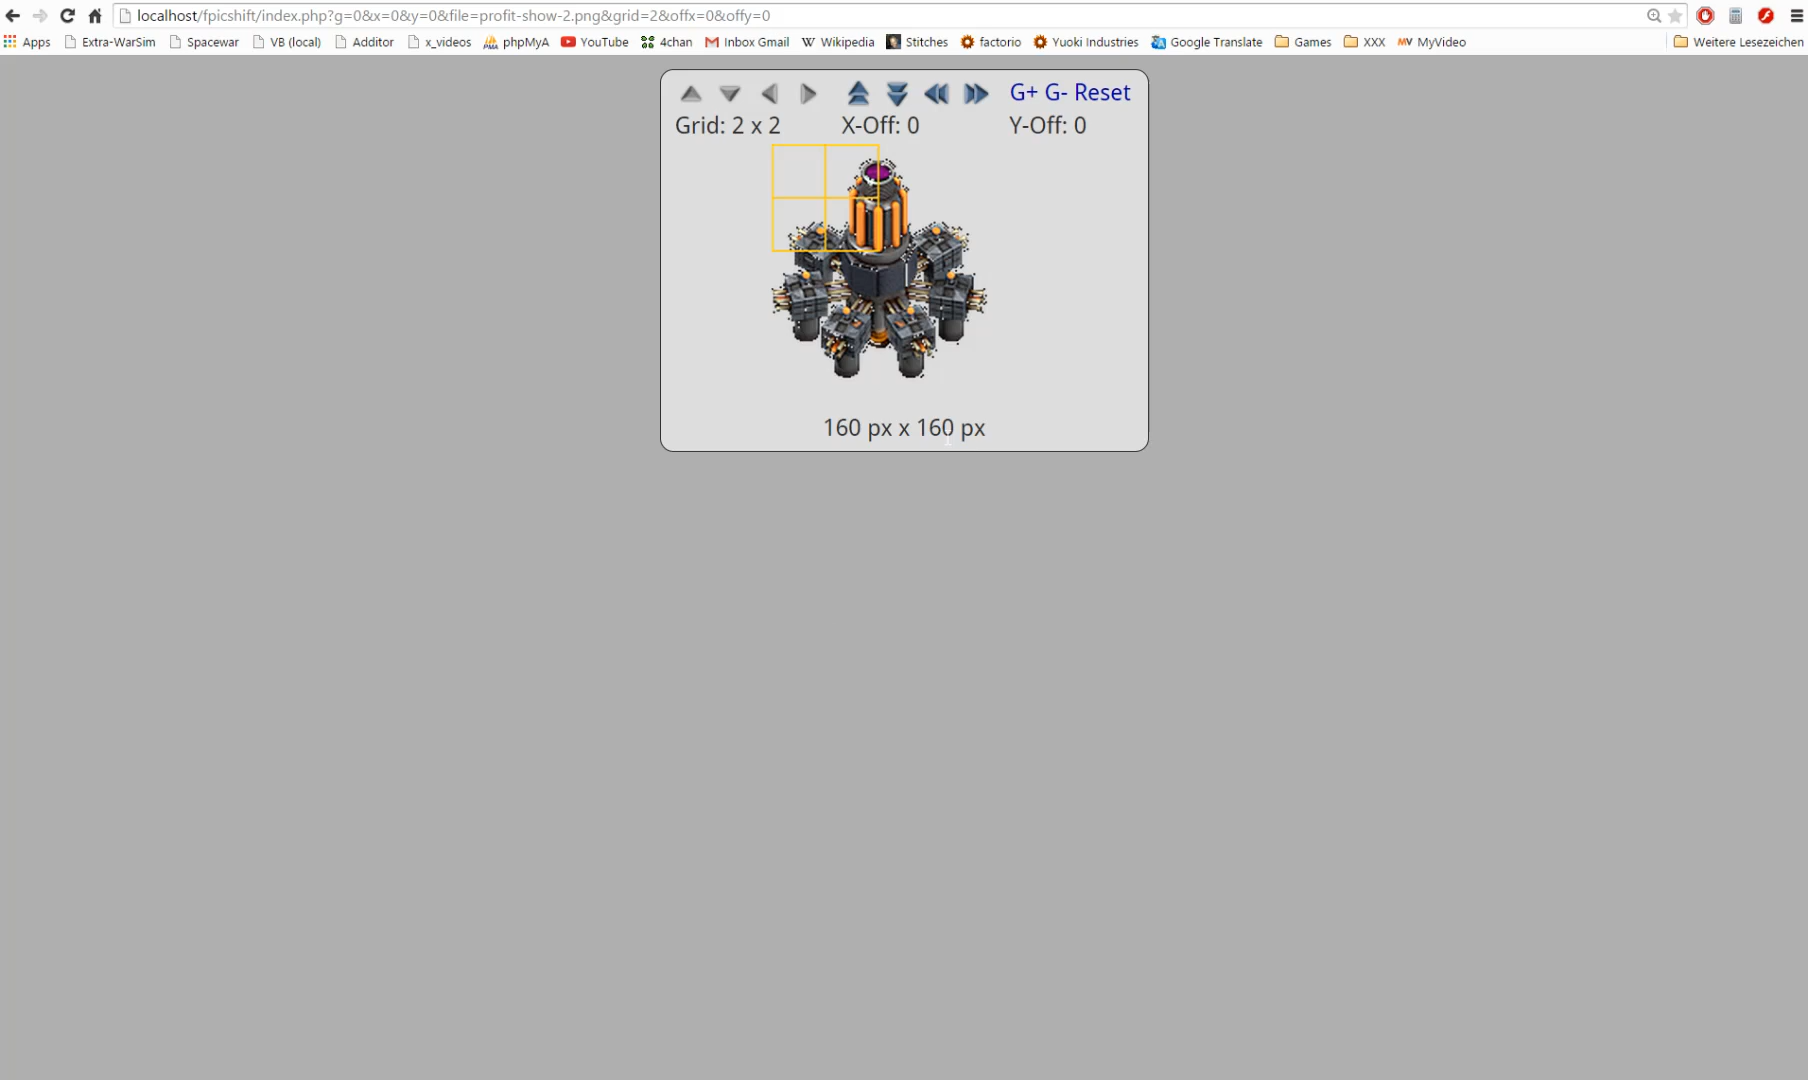 localhost/fpicshift/index.php?g=0&x=0&y=0&file=profit-show-2.png&grid=2&offx=0&offy=0
Apps Extra-WarSim Spacewar VB (local) Additor x_videos phpMyA YouTube 4chan Inbox Gmail Wikipedia Stitches factorio Yuoki Industries Google Translate Games XXX MyVideo Weitere Lesezeichen
G+ G- Reset
Grid: 2 x 2 X-Off: 0 Y-Off: 0
160 px x 160 px